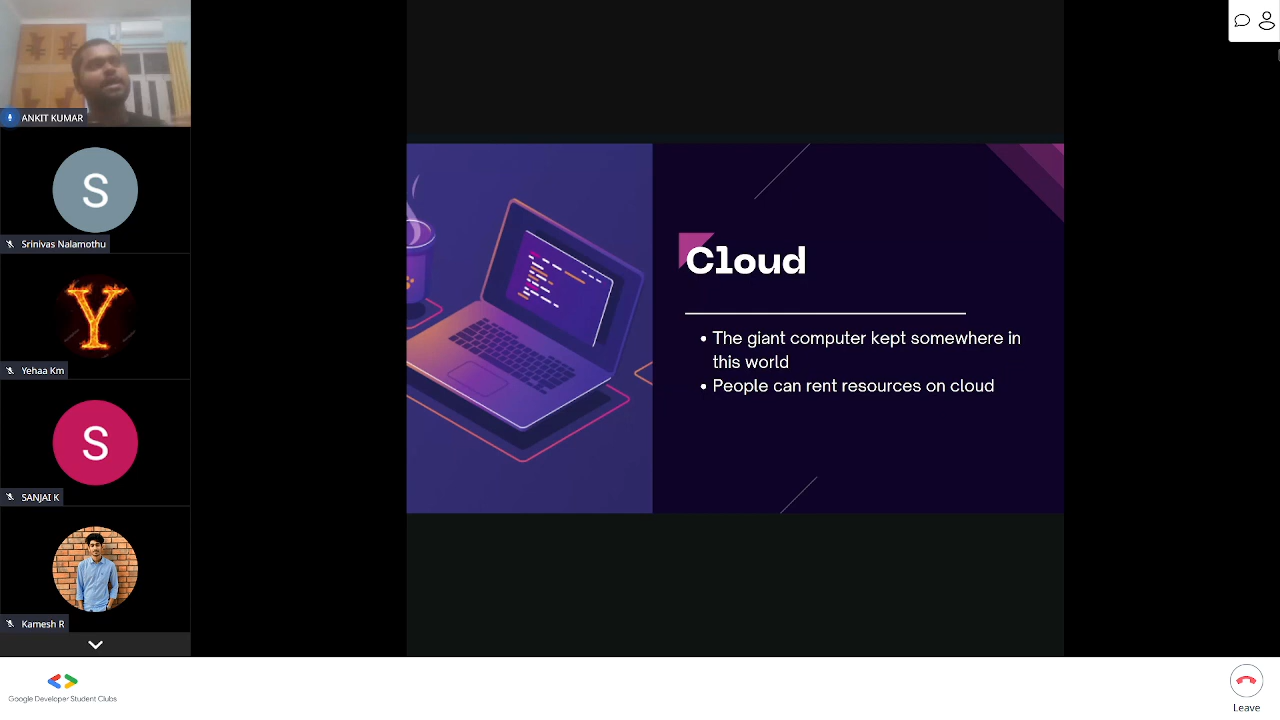 ANKIT KUMAR
S
Srinivas Nalamothu
Y
Yehaa Km
S
SANJAI K
Kamesh R
Cloud
• The giant computer kept somewhere in
this world
• People can rent resources on cloud
Google Developer Student Clubs
Leave